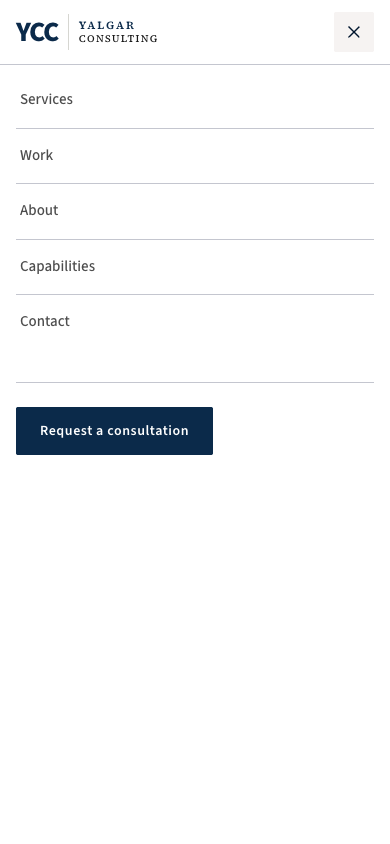 YCC
YALGAR
CONSULTING
Services
Work
About
Capabilities
Contact
Request a consultation